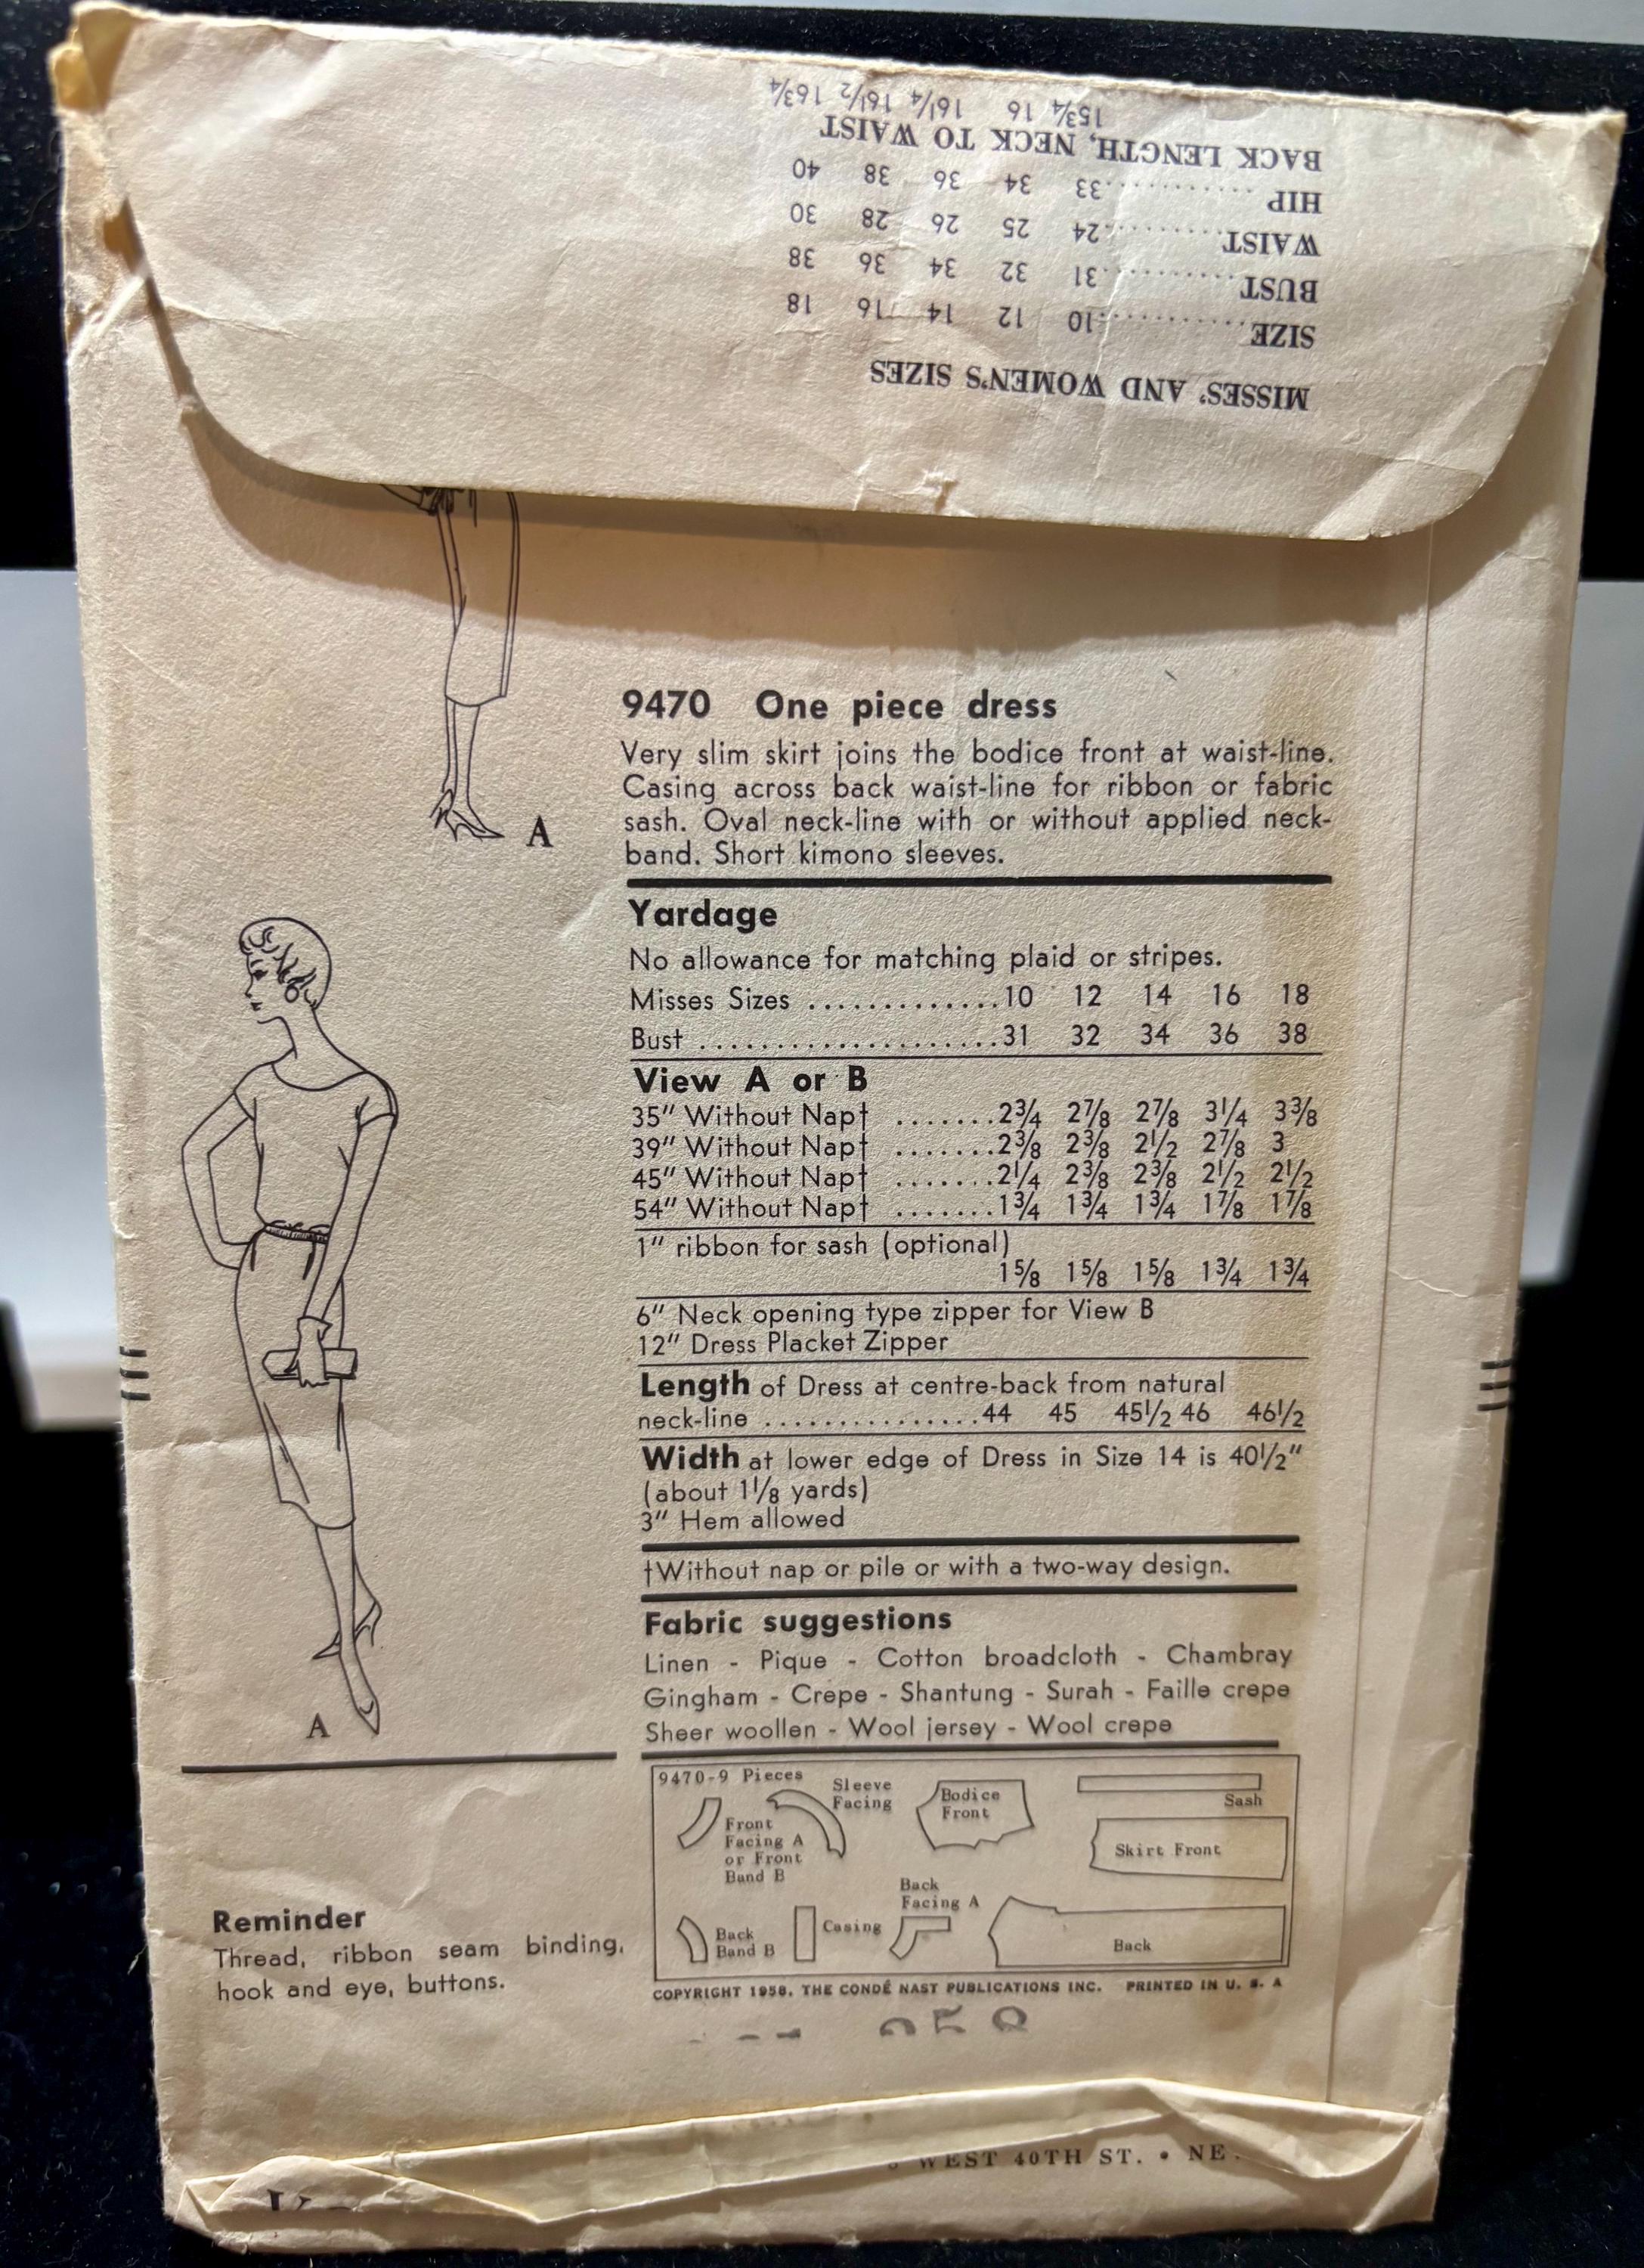 MISSES' AND WOMEN'S SIZES
SIZE ..........10 12 14 16 18
BUST ..........31 32 34 36 38
WAIST ..........24 25 26 28 30
HIP ..........33 34 36 38 40
BACK LENGTH, NECK TO WAIST
15¾ 16 16¼ 16½ 16¾
9470 One piece dress
Very slim skirt joins the bodice front at waist-line.
Casing across back waist-line for ribbon or fabric
sash. Oval neck-line with or without applied neck-
band. Short kimono sleeves.
A
Yardage
No allowance for matching plaid or stripes.
Misses Sizes ..............10 12 14 16 18
Bust ......................31 32 34 36 38
View A or B
35" Without Nap† .......2¾ 2⅞ 2⅞ 3¼ 3⅜
39" Without Nap† .......2⅜ 2⅜ 2½ 2⅞ 3
45" Without Nap† .......2¼ 2⅜ 2⅜ 2½ 2½
54" Without Nap† .......1¾ 1¾ 1¾ 1⅞ 1⅞
1" ribbon for sash (optional)
1⅝ 1⅝ 1⅝ 1¾ 1¾
6" Neck opening type zipper for View B
12" Dress Placket Zipper
Length of Dress at centre-back from natural
neck-line ................44 45 45½ 46 46½
Width at lower edge of Dress in Size 14 is 40½"
(about 1⅛ yards)
3" Hem allowed
†Without nap or pile or with a two-way design.
Fabric suggestions
Linen - Pique - Cotton broadcloth - Chambray
Gingham - Crepe - Shantung - Surah - Faille crepe
Sheer woollen - Wool jersey - Wool crepe
A
9470-9 Pieces
Front
Facing A
or Front
Band B
Sleeve
Facing
Bodice
Front
Sash
Skirt Front
Back
Band B
Casing
Back
Facing A
Back
Reminder
Thread, ribbon seam binding,
hook and eye, buttons.
COPYRIGHT 1958, THE CONDÉ NAST PUBLICATIONS INC. PRINTED IN U. S. A
WEST 40TH ST. •